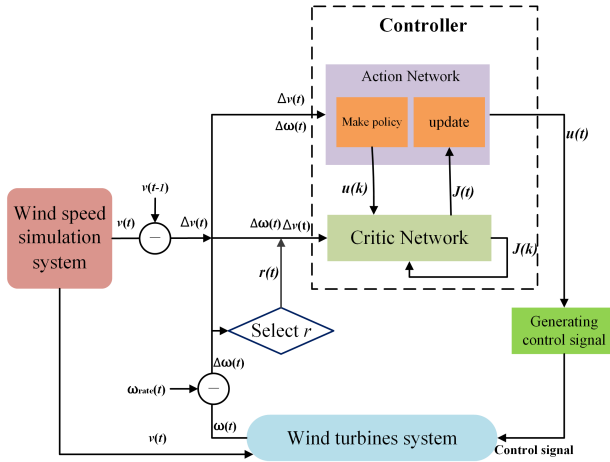 Controller
Action Network
Make policy
update
Δv(t)
Δω(t)
u(t)
v(t-1)
u(k)
J(t)
Wind speed
simulation
system
v(t)
Δv(t)
Δω(t) Δv(t)
Critic Network
J(k)
r(t)
Select r
Generating
control signal
Δω(t)
ωrate(t)
ω(t)
v(t)
Wind turbines system
Control signal